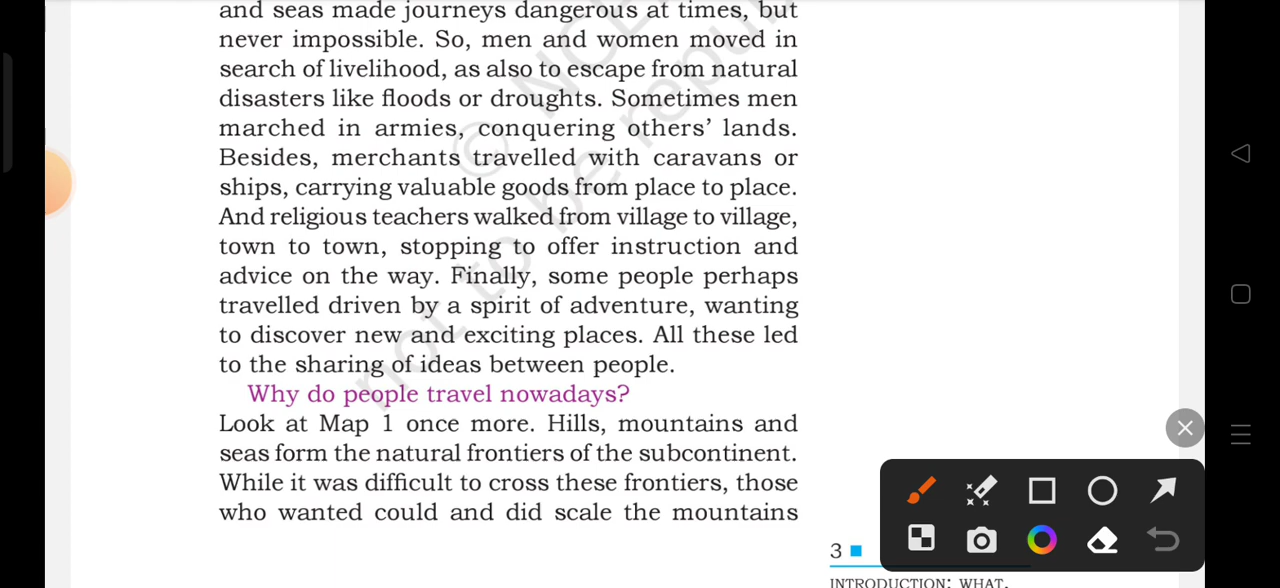 and seas made journeys dangerous at times, but
never impossible. So, men and women moved in
search of livelihood, as also to escape from natural
disasters like floods or droughts. Sometimes men
marched in armies, conquering others’ lands.
Besides, merchants travelled with caravans or
ships, carrying valuable goods from place to place.
And religious teachers walked from village to village,
town to town, stopping to offer instruction and
advice on the way. Finally, some people perhaps
travelled driven by a spirit of adventure, wanting
to discover new and exciting places. All these led
to the sharing of ideas between people.
Why do people travel nowadays?
Look at Map 1 once more. Hills, mountains and
seas form the natural frontiers of the subcontinent.
While it was difficult to cross these frontiers, those
who wanted could and did scale the mountains
3
INTRODUCTION: WHAT,
© NCE
not to be repu